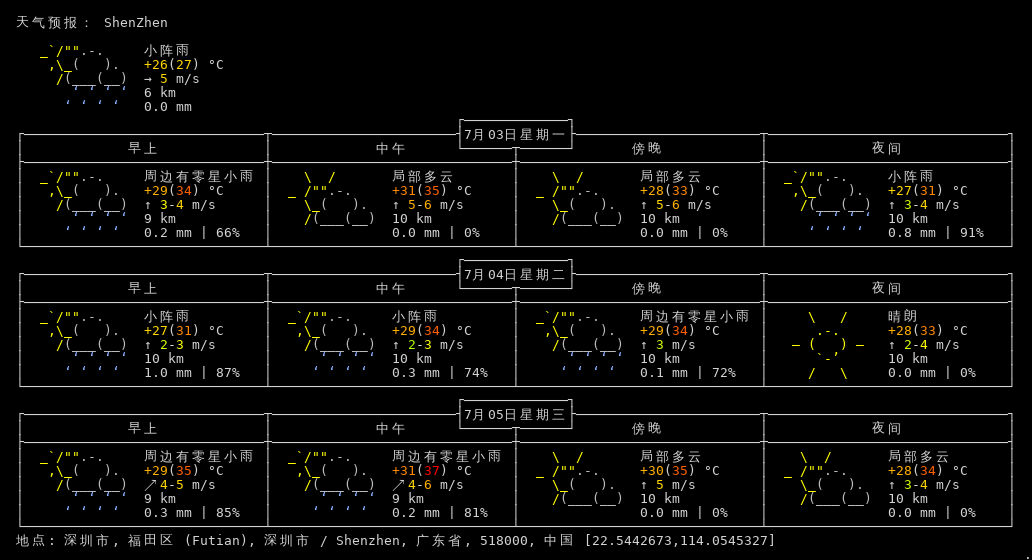 天气预报: ShenZhen
小阵雨
+26(27) °C
→ 5 m/s
6 km
0.0 mm
7月03日星期一
早上 中午 傍晚 夜间
周边有零星小雨 局部多云 局部多云 小阵雨
+29(34) °C +31(35) °C +28(33) °C +27(31) °C
↑ 3-4 m/s ↑ 5-6 m/s ↑ 5-6 m/s ↑ 3-4 m/s
9 km 10 km 10 km 10 km
0.2 mm | 66% 0.0 mm | 0% 0.0 mm | 0% 0.8 mm | 91%
7月04日星期二
早上 中午 傍晚 夜间
小阵雨 小阵雨 周边有零星小雨 晴朗
+27(31) °C +29(34) °C +29(34) °C +28(33) °C
↑ 2-3 m/s ↑ 2-3 m/s ↑ 3 m/s ↑ 2-4 m/s
10 km 10 km 10 km 10 km
1.0 mm | 87% 0.3 mm | 74% 0.1 mm | 72% 0.0 mm | 0%
7月05日星期三
早上 中午 傍晚 夜间
周边有零星小雨 周边有零星小雨 局部多云 局部多云
+29(35) °C +31(37) °C +30(35) °C +28(34) °C
↗ 4-5 m/s ↗ 4-6 m/s ↑ 5 m/s ↑ 3-4 m/s
9 km 9 km 10 km 10 km
0.3 mm | 85% 0.2 mm | 81% 0.0 mm | 0% 0.0 mm | 0%
地点: 深圳市, 福田区 (Futian), 深圳市 / Shenzhen, 广东省, 518000, 中国 [22.5442673,114.0545327]